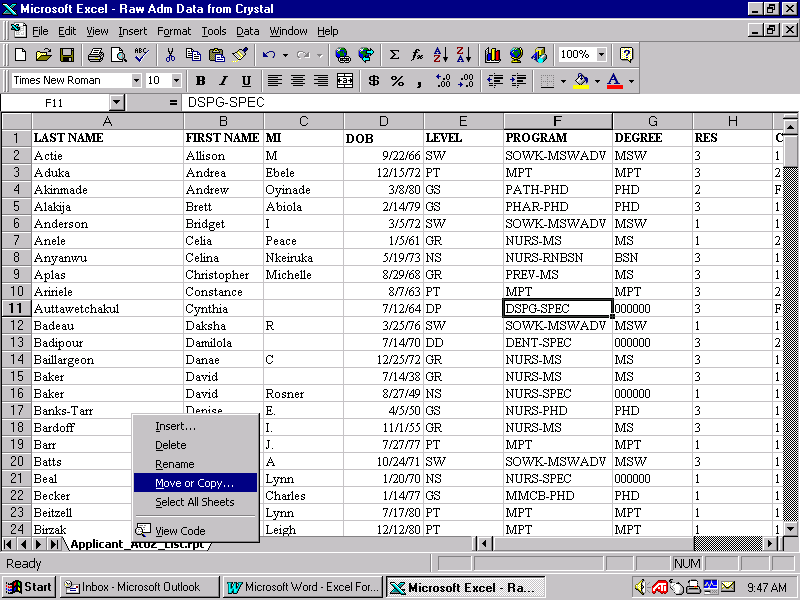 Microsoft Excel - Raw Adm Data from Crystal
File Edit View Insert Format Tools Data Window Help
Times New Roman 10 B I U $ % , 100%
F11 = DSPG-SPEC
A B C D E F G H
1 LAST NAME FIRST NAME MI DOB LEVEL PROGRAM DEGREE RES C
2 Actie Allison M 9/22/66 SW SOWK-MSWADV MSW 3 1
3 Aduka Andrea Ebele 12/15/72 PT MPT MPT 3 2
4 Akinmade Andrew Oyinade 3/8/80 GS PATH-PHD PHD 2 F
5 Alakija Brett Abiola 2/14/79 GS PHAR-PHD PHD 3 1
6 Anderson Bridget I 3/5/72 SW SOWK-MSWADV MSW 1 1
7 Anele Celia Peace 1/5/61 GR NURS-MS MS 1 2
8 Anyanwu Celina Nkeiruka 5/19/73 NS NURS-RNBSN BSN 3 1
9 Aplas Christopher Michelle 8/29/68 GR PREV-MS MS 3 1
10 Aririele Constance 8/7/63 PT MPT MPT 3 2
11 Auttawetchakul Cynthia 7/12/64 DP DSPG-SPEC 000000 3 F
12 Badeau Daksha R 3/25/76 SW SOWK-MSWADV MSW 1 1
13 Badipour Damilola 7/14/70 DD DENT-SPEC 000000 3 2
14 Baillargeon Danae C 12/25/72 GR NURS-MS MS 3 1
15 Baker David 7/14/38 GR NURS-MS MS 3 1
16 Baker David Rosner 8/27/49 NS NURS-SPEC 000000 1 1
17 Banks-Tarr Denise E. 4/5/50 GS NURS-PHD PHD 3 1
18 Bardoff I. 11/1/55 GR NURS-MS MS 3 1
19 Barr J. 7/27/77 PT MPT MPT 1 1
20 Batts A 10/24/71 SW SOWK-MSWADV MSW 3 1
21 Beal Lynn 1/20/70 NS NURS-SPEC 000000 1 1
22 Becker Charles 1/14/77 GS MMCB-PHD PHD 3 1
23 Beitzell Lynn 7/17/80 PT MPT MPT 3 1
24 Birzak Leigh 12/12/80 PT MPT MPT 3 1
Insert...
Delete
Rename
Move or Copy...
Select All Sheets
View Code
Applicant_AtoZ_List.rpt
Ready NUM
Start Inbox - Microsoft Outlook Microsoft Word - Excel For... Microsoft Excel - Ra... 9:47 AM